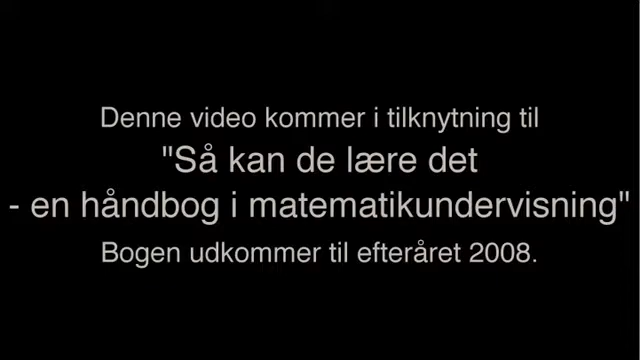 Denne video kommer i tilknytning til
"Så kan de lære det
- en håndbog i matematikundervisning"
Bogen udkommer til efteråret 2008.